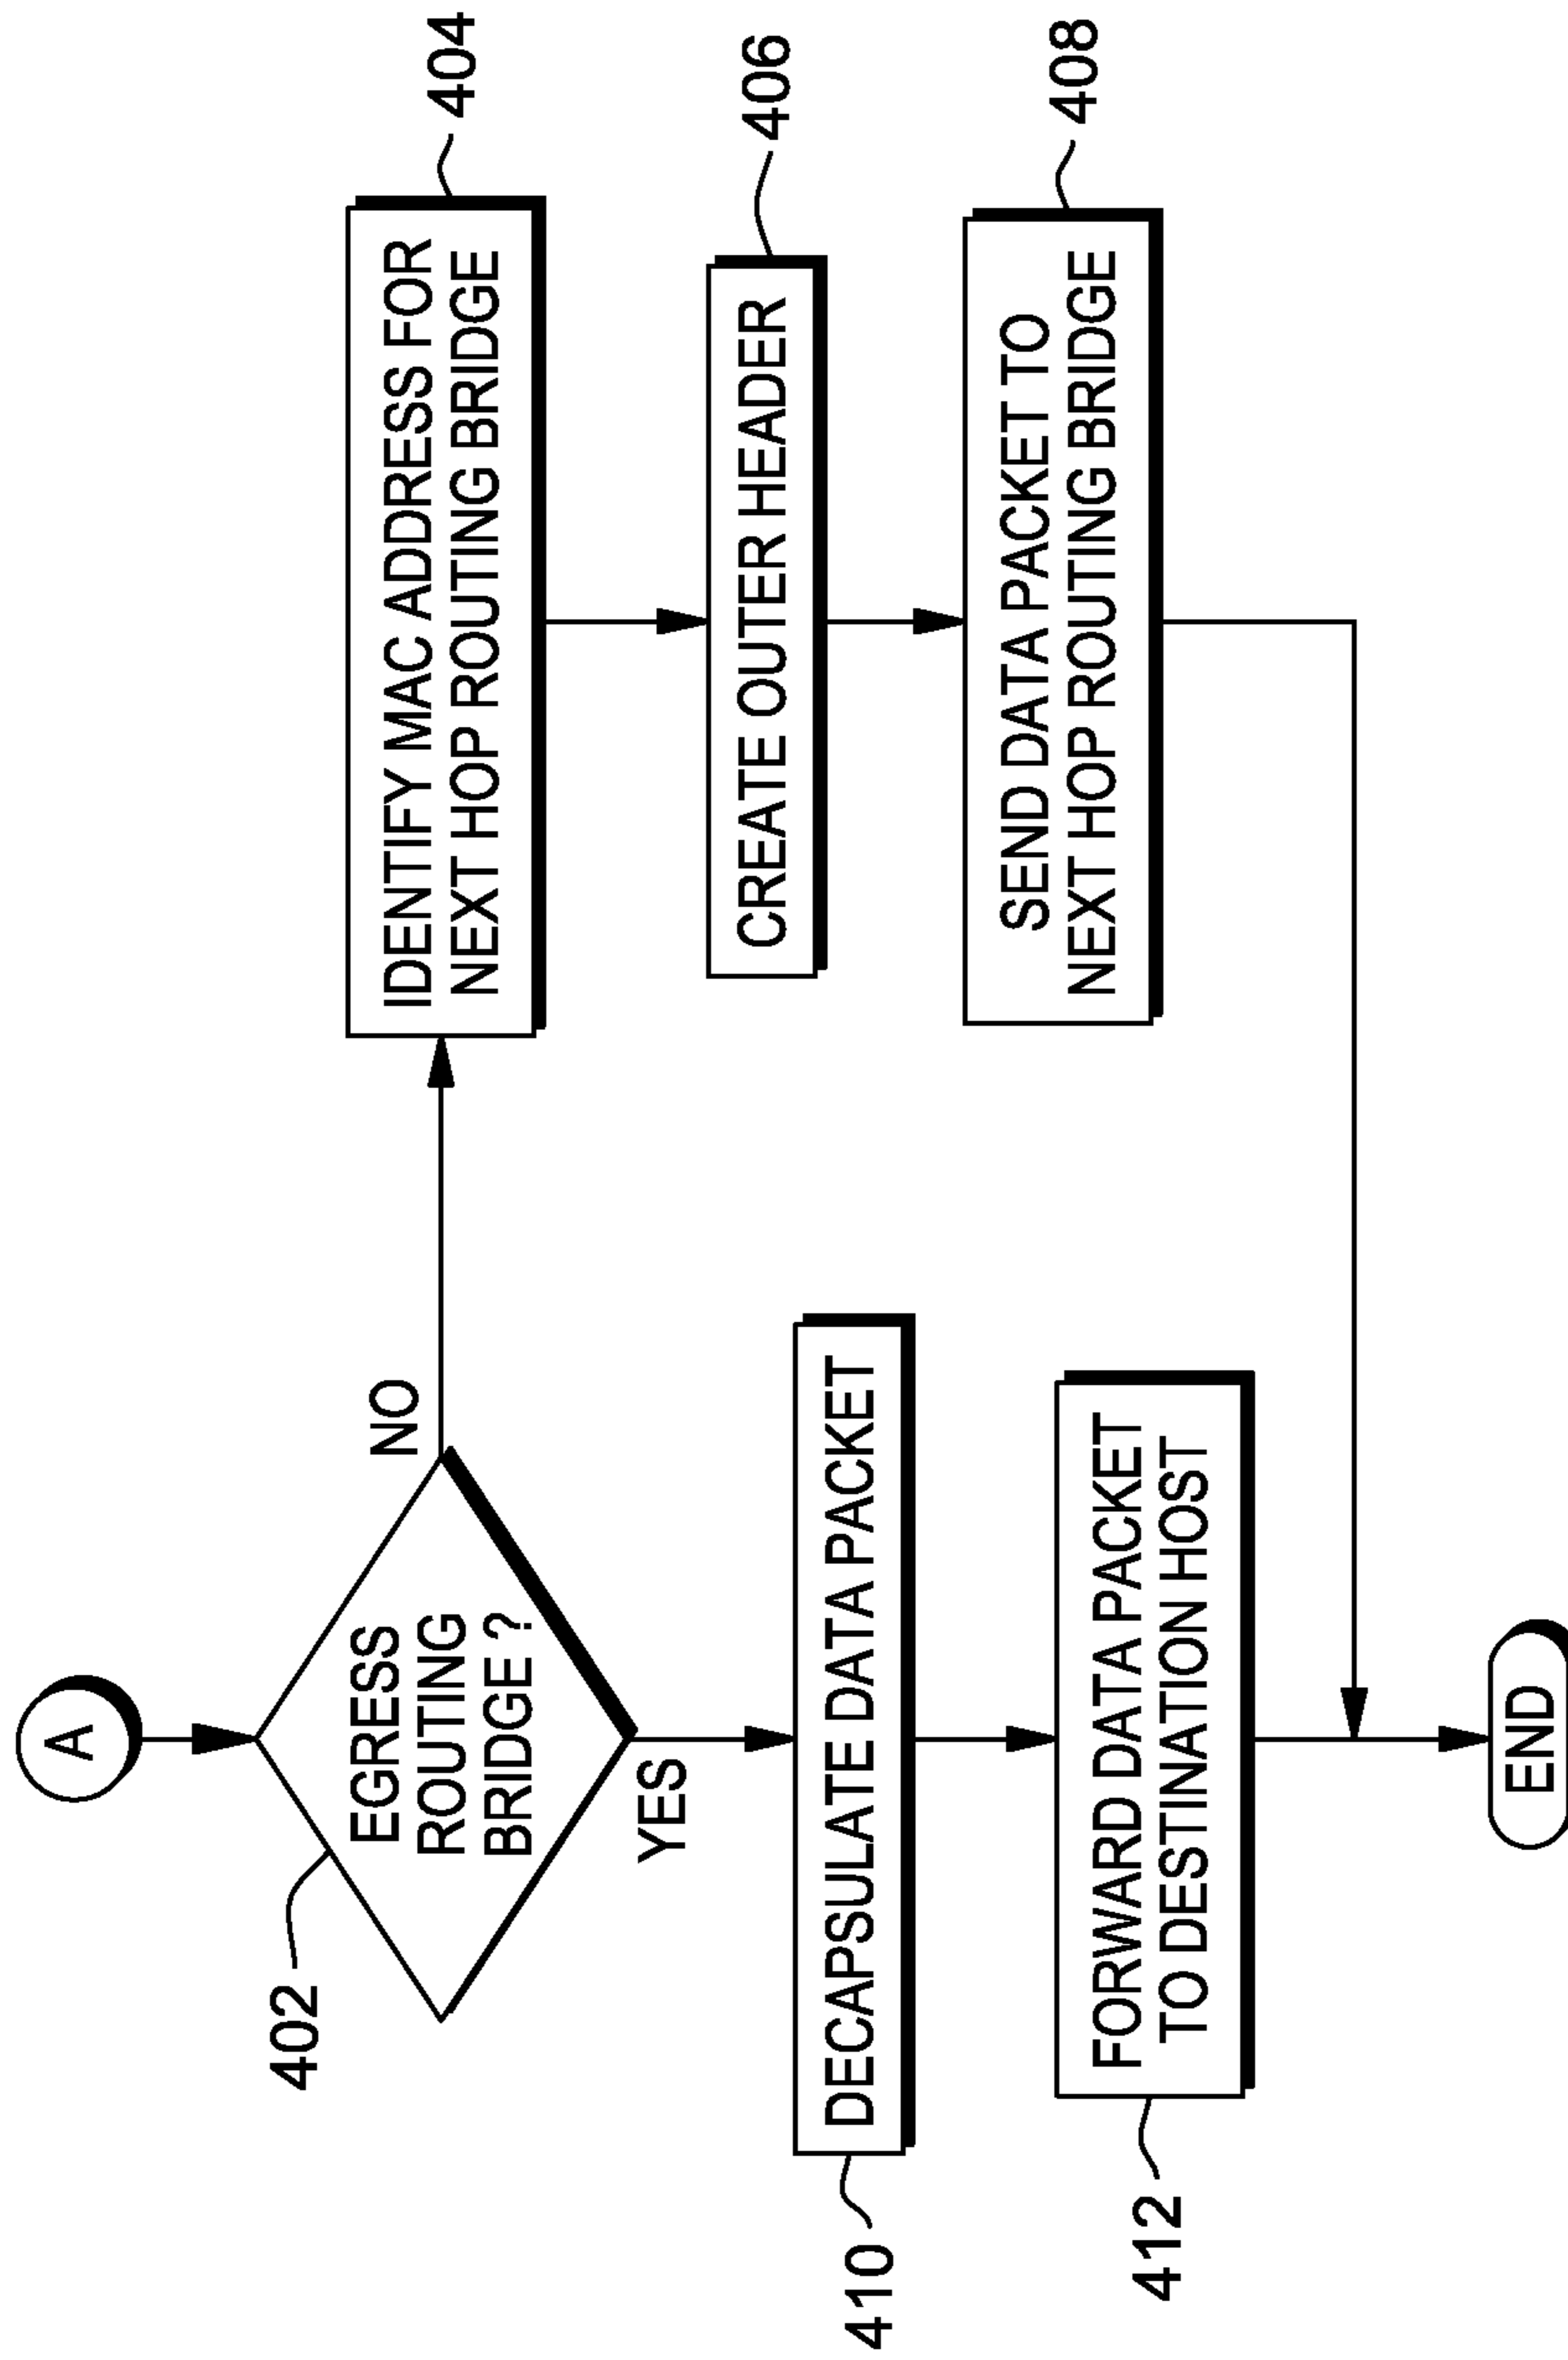 A
402
EGRESS
ROUTING
BRIDGE ?
NO
YES
404
IDENTIFY MAC ADDRESS FOR
NEXT HOP ROUTING BRIDGE
406
CREATE OUTER HEADER
408
SEND DATA PACKET TO
NEXT HOP ROUTING BRIDGE
410
DECAPSULATE DATA PACKET
412
FORWARD DATA PACKET
TO DESTINATION HOST
END